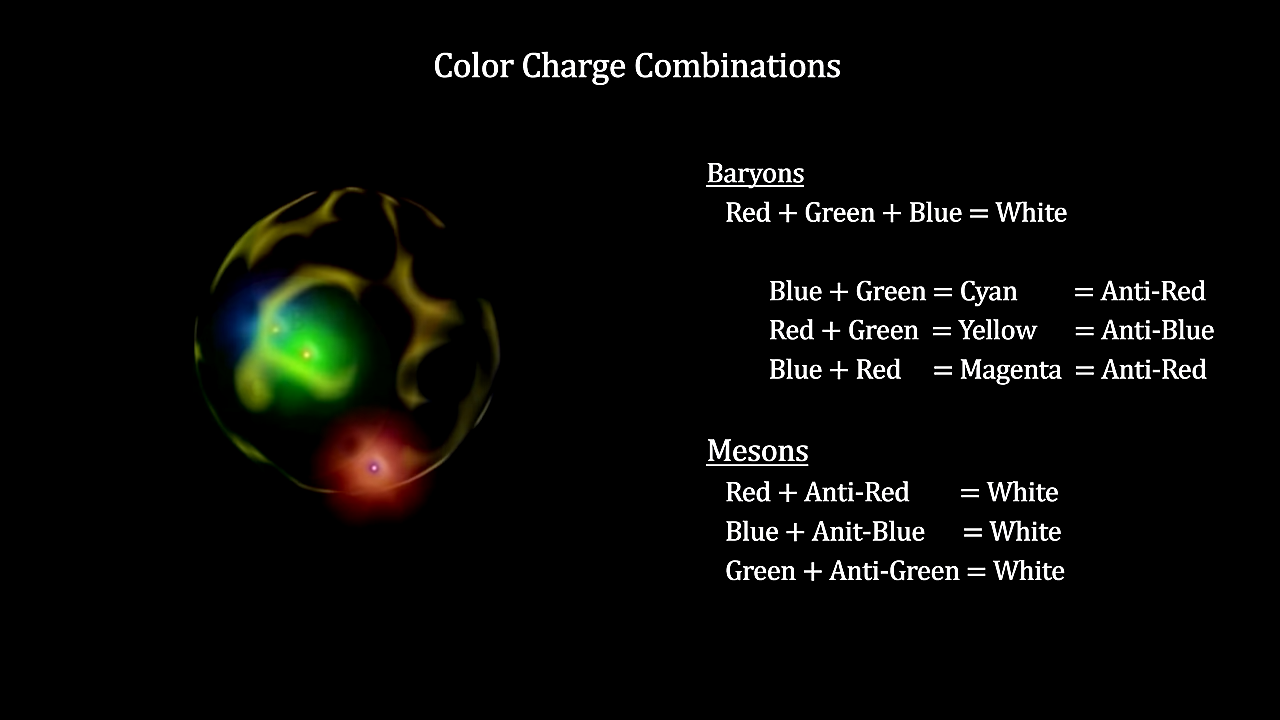 Color Charge Combinations
Baryons
Red + Green + Blue = White
Blue + Green = Cyan = Anti-Red
Red + Green = Yellow = Anti-Blue
Blue + Red = Magenta = Anti-Red
Mesons
Red + Anti-Red = White
Blue + Anit-Blue = White
Green + Anti-Green = White